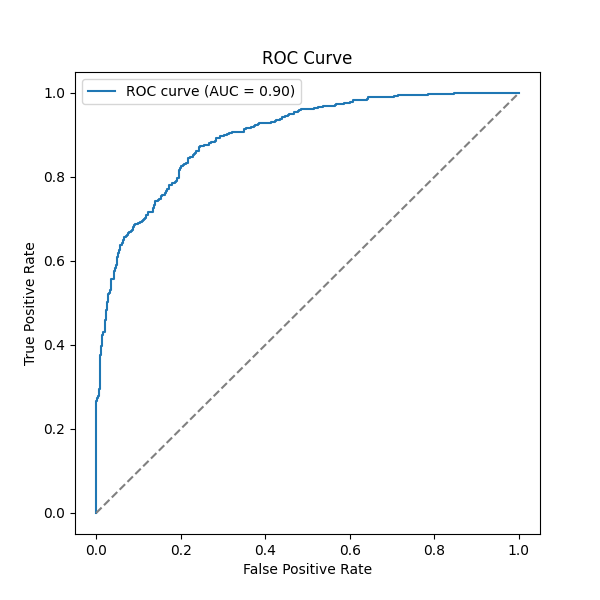 ROC Curve
ROC curve (AUC = 0.90)
True Positive Rate
1.0
0.8
0.6
0.4
0.2
0.0
0.0 0.2 0.4 0.6 0.8 1.0
False Positive Rate